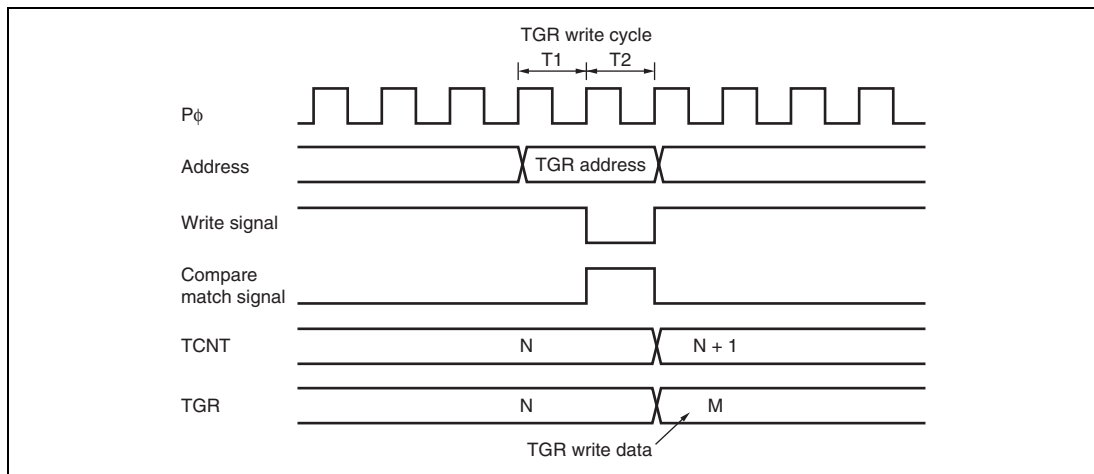 TGR write cycle
T1 T2
Pϕ
Address TGR address
Write signal
Compare
match signal
TCNT N N + 1
TGR N M
TGR write data